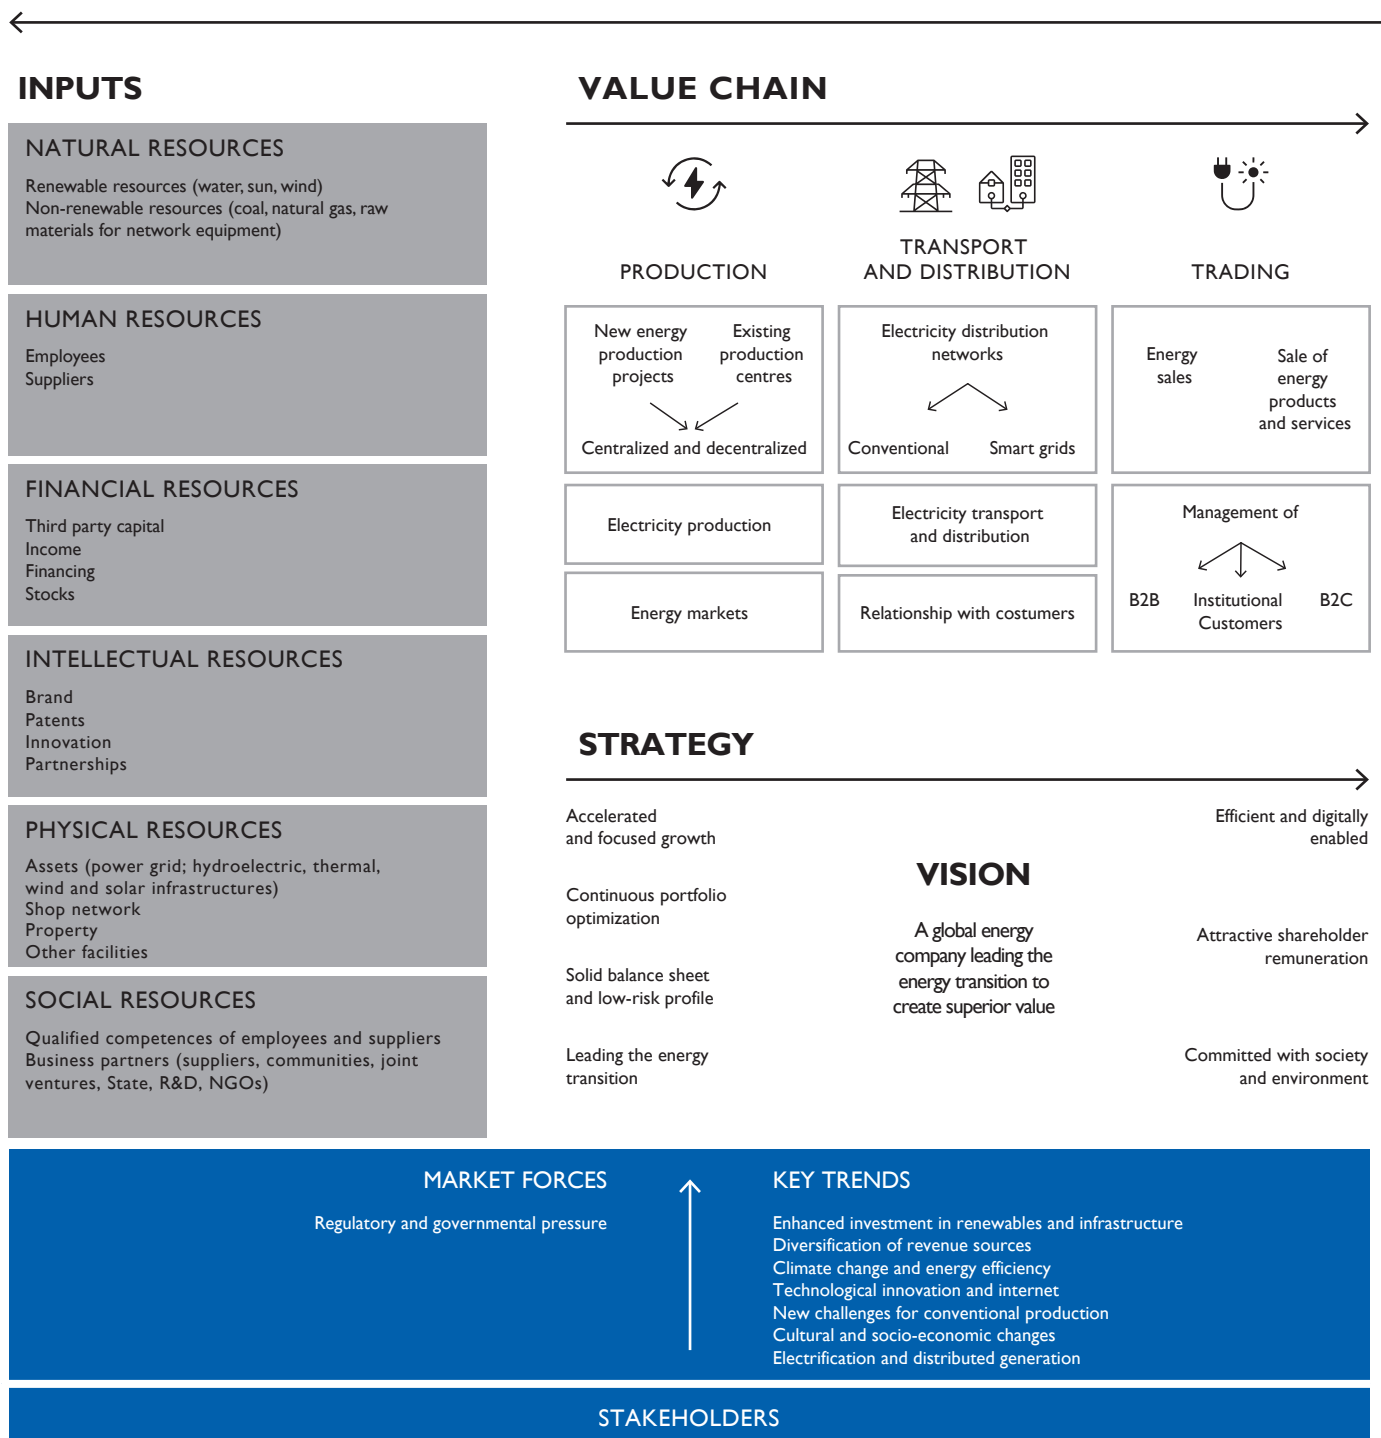 INPUTS
NATURAL RESOURCES
Renewable resources (water, sun, wind)
Non-renewable resources (coal, natural gas, raw
materials for network equipment)
HUMAN RESOURCES
Employees
Suppliers
FINANCIAL RESOURCES
Third party capital
Income
Financing
Stocks
INTELLECTUAL RESOURCES
Brand
Patents
Innovation
Partnerships
PHYSICAL RESOURCES
Assets (power grid; hydroelectric, thermal,
wind and solar infrastructures)
Shop network
Property
Other facilities
SOCIAL RESOURCES
Qualified competences of employees and suppliers
Business partners (suppliers, communities, joint
ventures, State, R&D, NGOs)
VALUE CHAIN
PRODUCTION
New energy
production
projects
Existing
production
centres
Centralized and decentralized
Electricity production
Energy markets
TRANSPORT
AND DISTRIBUTION
Electricity distribution
networks
Conventional
Smart grids
Electricity transport
and distribution
Relationship with costumers
TRADING
Energy
sales
Sale of
energy
products
and services
Management of
B2B
Institutional
Customers
B2C
STRATEGY
Accelerated
and focused growth
Continuous portfolio
optimization
Solid balance sheet
and low-risk profile
Leading the energy
transition
VISION
A global energy
company leading the
energy transition to
create superior value
Efficient and digitally
enabled
Attractive shareholder
remuneration
Committed with society
and environment
MARKET FORCES
Regulatory and governmental pressure
KEY TRENDS
Enhanced investment in renewables and infrastructure
Diversification of revenue sources
Climate change and energy efficiency
Technological innovation and internet
New challenges for conventional production
Cultural and socio-economic changes
Electrification and distributed generation
STAKEHOLDERS